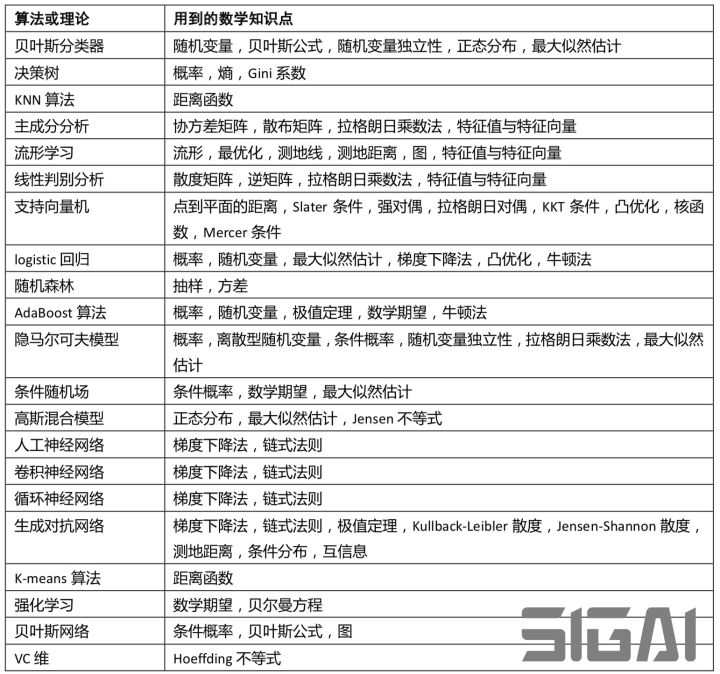 算法或理论 用到的数学知识点
贝叶斯分类器 随机变量，贝叶斯公式，随机变量独立性，正态分布，最大似然估计
决策树 概率，熵，Gini 系数
KNN 算法 距离函数
主成分分析 协方差矩阵，散布矩阵，拉格朗日乘数法，特征值与特征向量
流形学习 流形，最优化，测地线，测地距离，图，特征值与特征向量
线性判别分析 散度矩阵，逆矩阵，拉格朗日乘数法，特征值与特征向量
支持向量机 点到平面的距离，Slater 条件，强对偶，拉格朗日对偶，KKT 条件，凸优化，核函
数，Mercer 条件
logistic 回归 概率，随机变量，最大似然估计，梯度下降法，凸优化，牛顿法
随机森林 抽样，方差
AdaBoost 算法 概率，随机变量，极值定理，数学期望，牛顿法
隐马尔可夫模型 概率，离散型随机变量，条件概率，随机变量独立性，拉格朗日乘数法，最大似然
估计
条件随机场 条件概率，数学期望，最大似然估计
高斯混合模型 正态分布，最大似然估计，Jensen 不等式
人工神经网络 梯度下降法，链式法则
卷积神经网络 梯度下降法，链式法则
循环神经网络 梯度下降法，链式法则
生成对抗网络 梯度下降法，链式法则，极值定理，Kullback-Leibler 散度，Jensen-Shannon 散度，
测地距离，条件分布，互信息
K-means 算法 距离函数
强化学习 数学期望，贝尔曼方程
贝叶斯网络 条件概率，贝叶斯公式，图
VC 维 Hoeffding 不等式
SIGAI